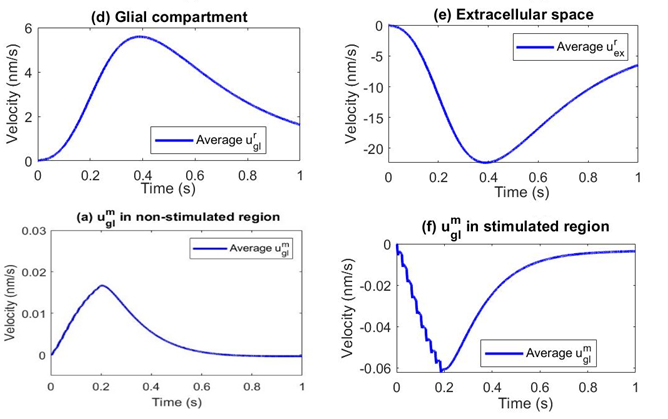 (d) Glial compartment
6
4
2
0
Velocity (nm/s)
Average u^r_gl
0 0.2 0.4 0.6 0.8 1
Time (s)
(e) Extracellular space
0
-5
-10
-15
-20
Velocity (nm/s)
Average u^r_ex
0 0.2 0.4 0.6 0.8 1
Time (s)
(a) u^m_gl in non-stimulated region
0.03
0.02
0.01
0
Velocity (nm/s)
Average u^m_gl
0 0.2 0.4 0.6 0.8 1
Time (s)
(f) u^m_gl in stimulated region
0
-0.02
-0.04
-0.06
Velocity (nm/s)
Average u^m_gl
0 0.2 0.4 0.6 0.8 1
Time (s)